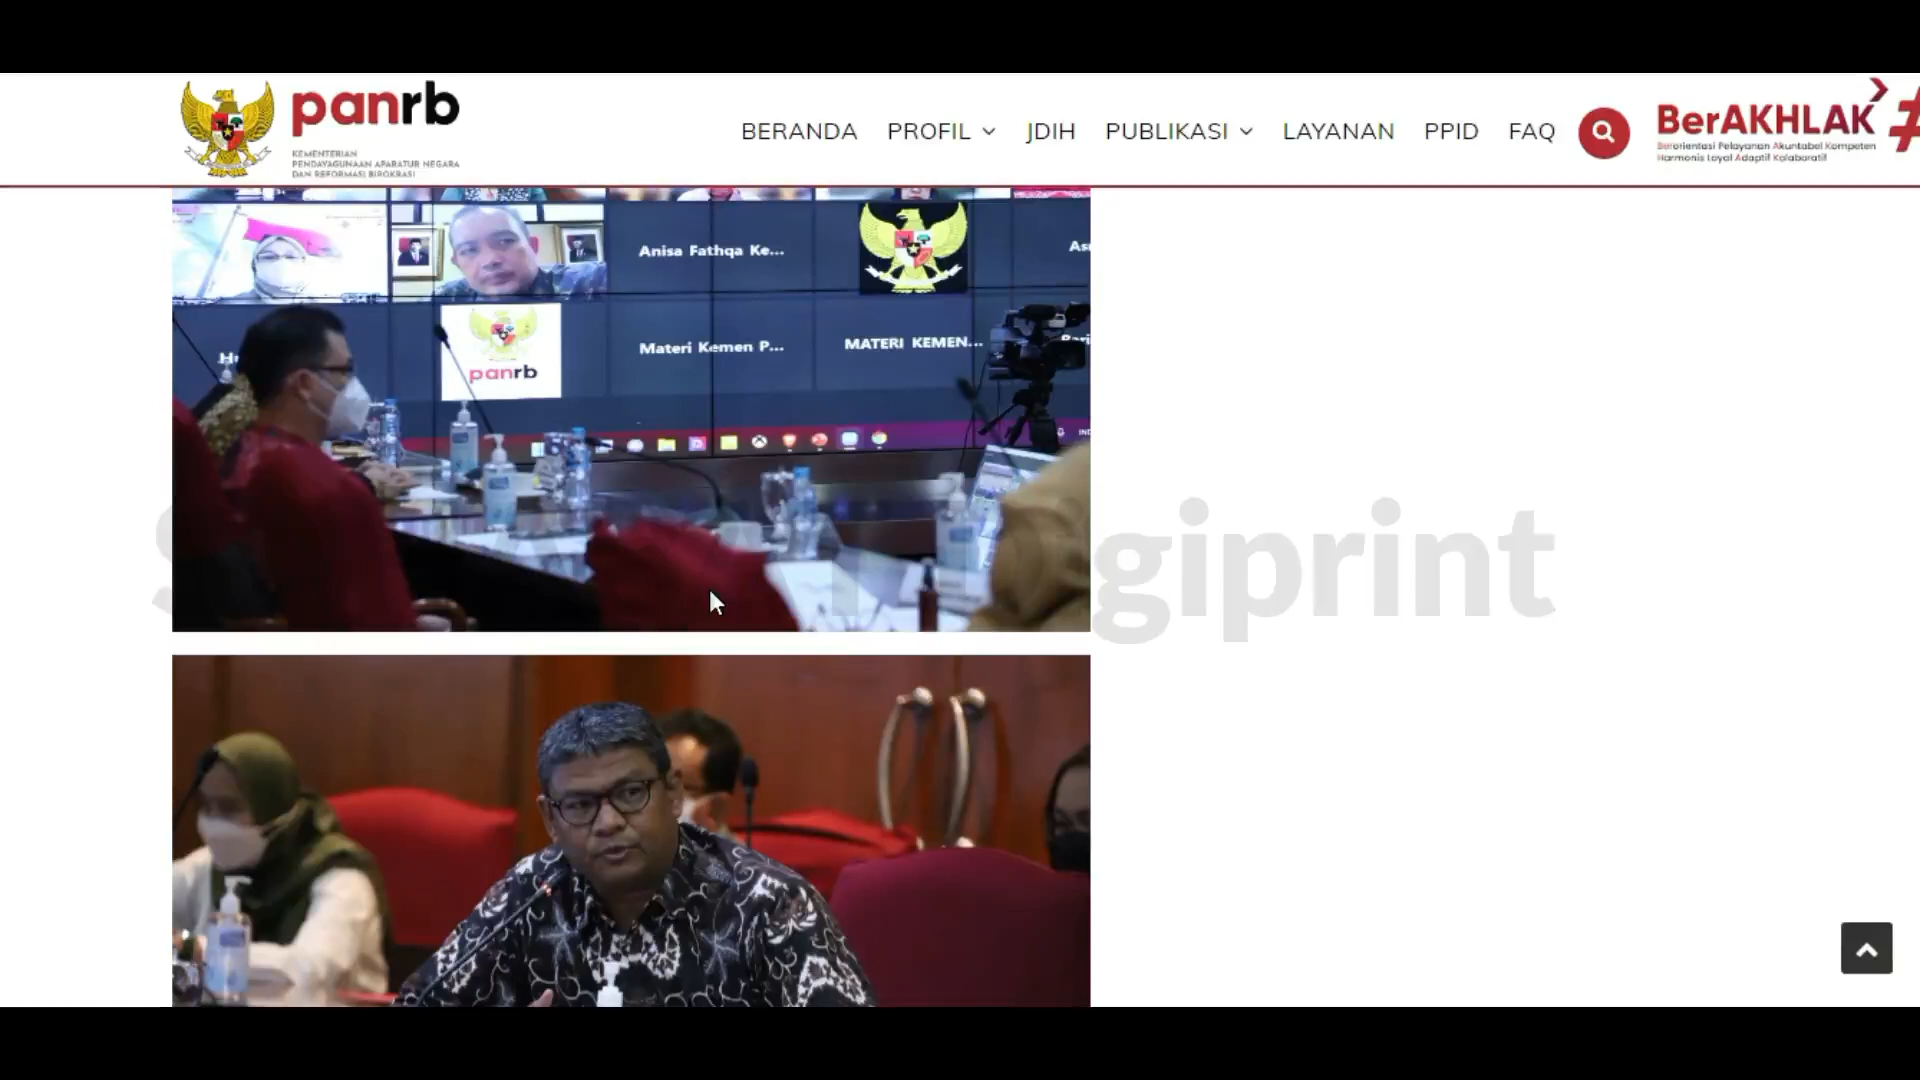 panrb
KEMENTERIAN
PENDAYAGUNAAN APARATUR NEGARA
DAN REFORMASI BIROKRASI
BERANDA PROFIL JDIH PUBLIKASI LAYANAN PPID FAQ
BerAKHLAK #
Berorientasi Pelayanan Akuntabel Kompeten
Harmonis Loyal Adaptif Kolaboratif
Anisa Fathqa Ke...
panrb
Materi Kemen P...
MATERI KEMEN...
giprint